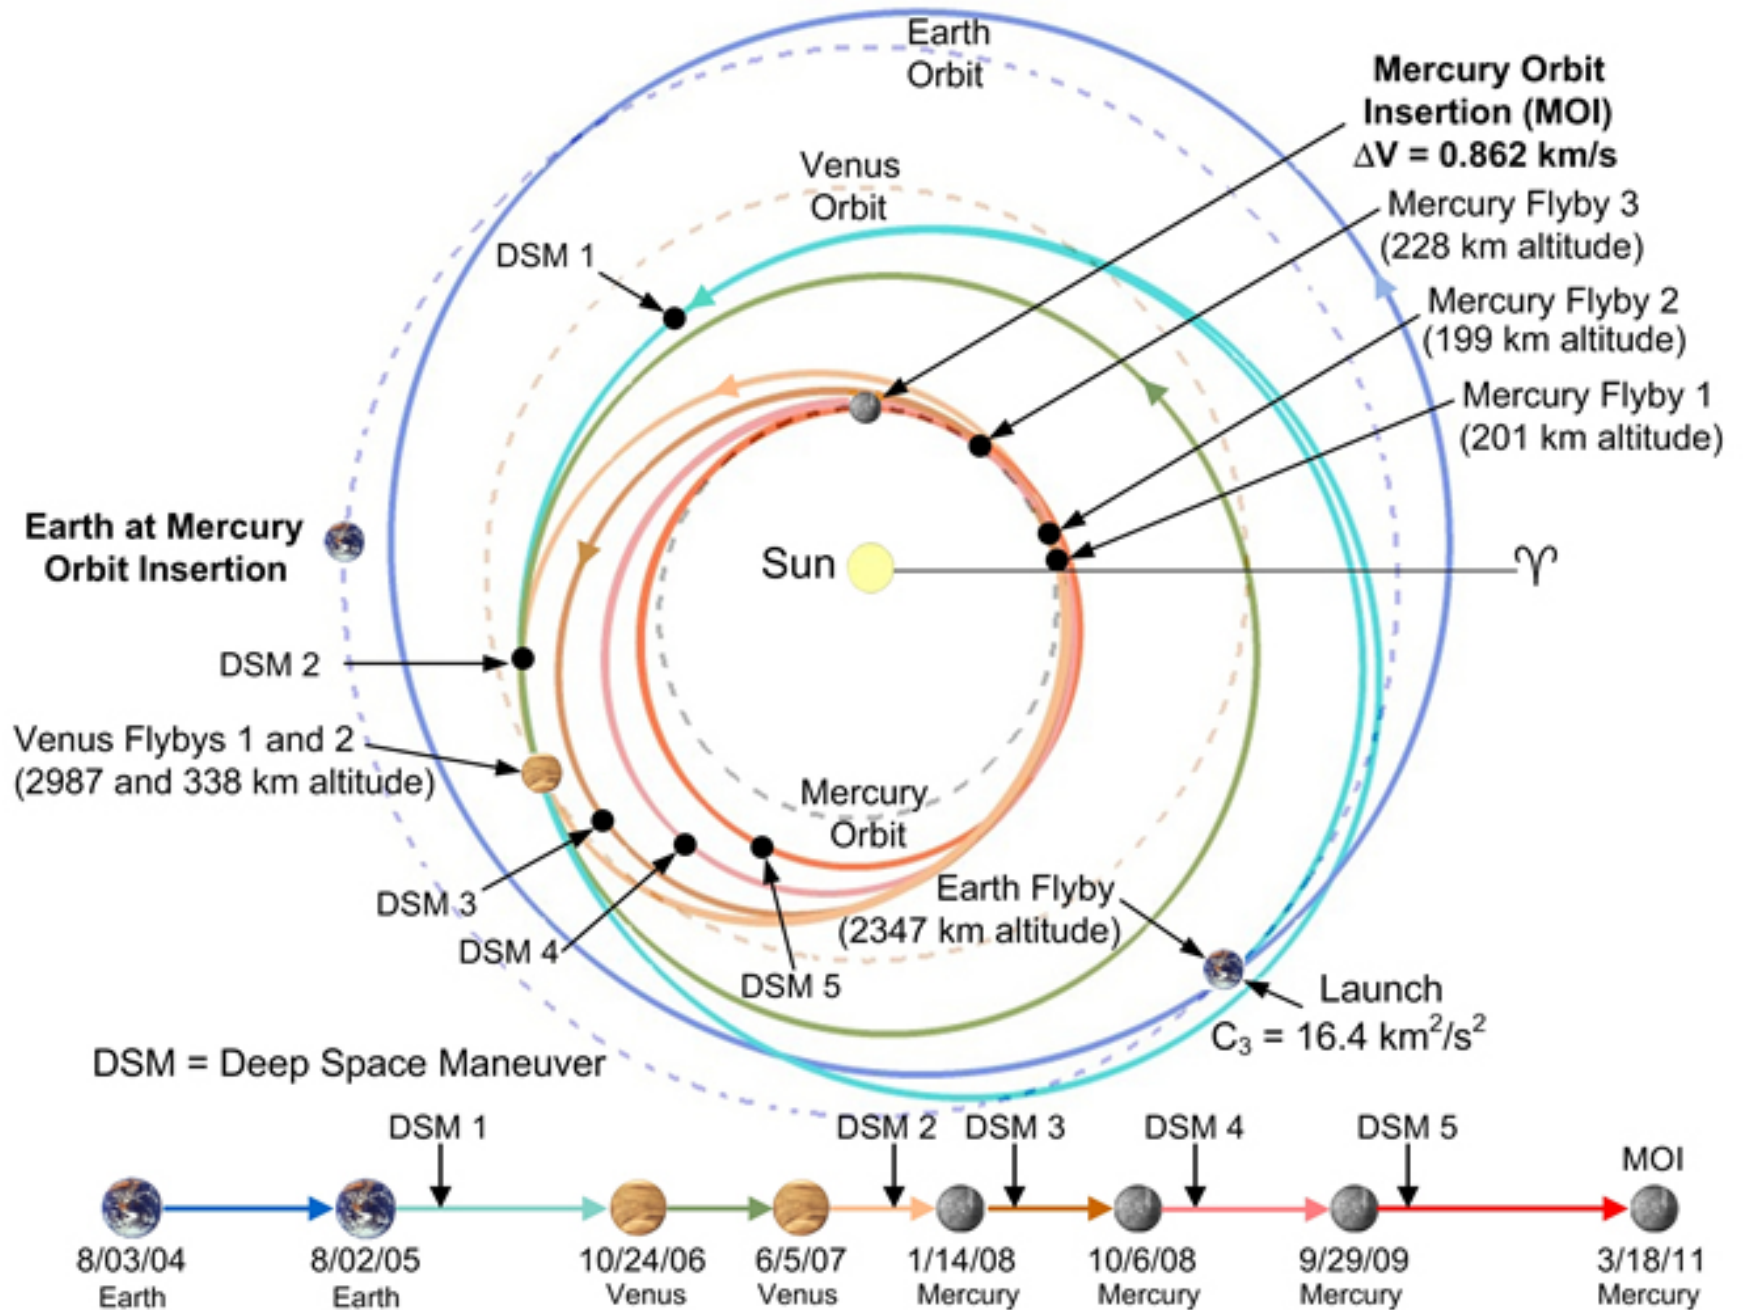 Earth
Orbit
Mercury Orbit
Insertion (MOI)
ΔV = 0.862 km/s
Venus
Orbit
Mercury Flyby 3
(228 km altitude)
DSM 1
Mercury Flyby 2
(199 km altitude)
Mercury Flyby 1
(201 km altitude)
Earth at Mercury
Orbit Insertion
Sun
♈
DSM 2
Venus Flybys 1 and 2
(2987 and 338 km altitude)
Mercury
Orbit
DSM 3
DSM 4
DSM 5
Earth Flyby
(2347 km altitude)
Launch
C₃ = 16.4 km²/s²
DSM = Deep Space Maneuver
DSM 1
DSM 2
DSM 3
DSM 4
DSM 5
MOI
8/03/04
Earth
8/02/05
Earth
10/24/06
Venus
6/5/07
Venus
1/14/08
Mercury
10/6/08
Mercury
9/29/09
Mercury
3/18/11
Mercury